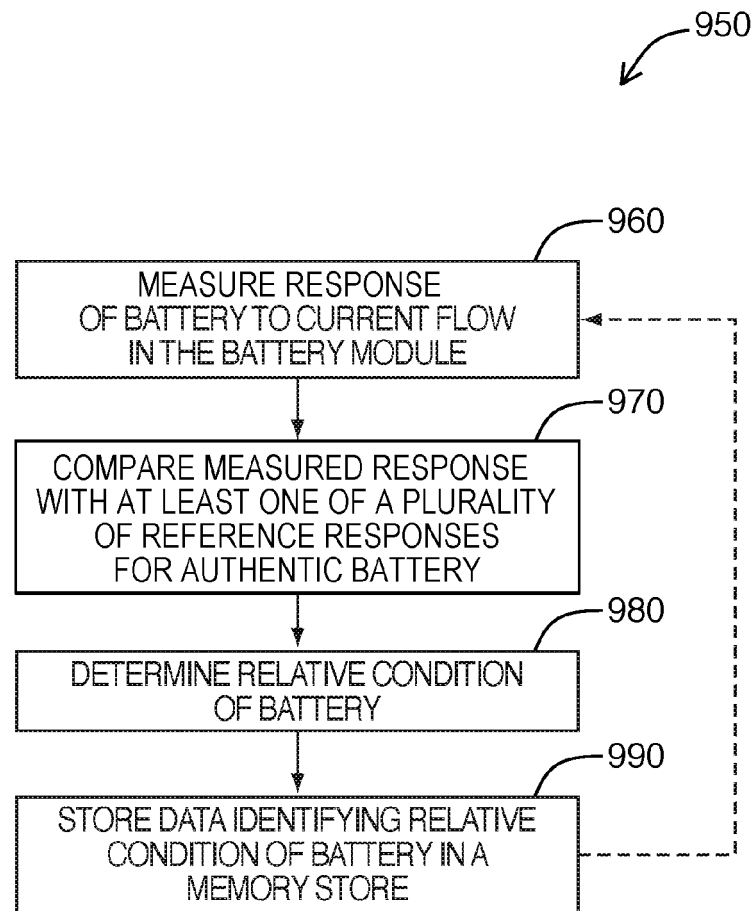 950
960
MEASURE RESPONSE
OF BATTERY TO CURRENT FLOW
IN THE BATTERY MODULE
970
COMPARE MEASURED RESPONSE
WITH AT LEAST ONE OF A PLURALITY
OF REFERENCE RESPONSES
FOR AUTHENTIC BATTERY
980
DETERMINE RELATIVE CONDITION
OF BATTERY
990
STORE DATA IDENTIFYING RELATIVE
CONDITION OF BATTERY IN A
MEMORY STORE